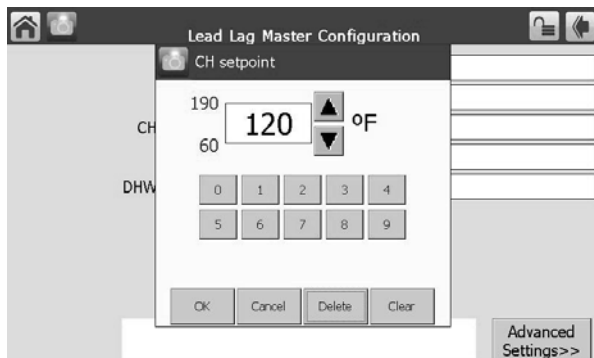 Lead Lag Master Configuration
CH setpoint
190
120 °F
60
CH
DHW
0 1 2 3 4
5 6 7 8 9
OK Cancel Delete Clear
Advanced
Settings>>